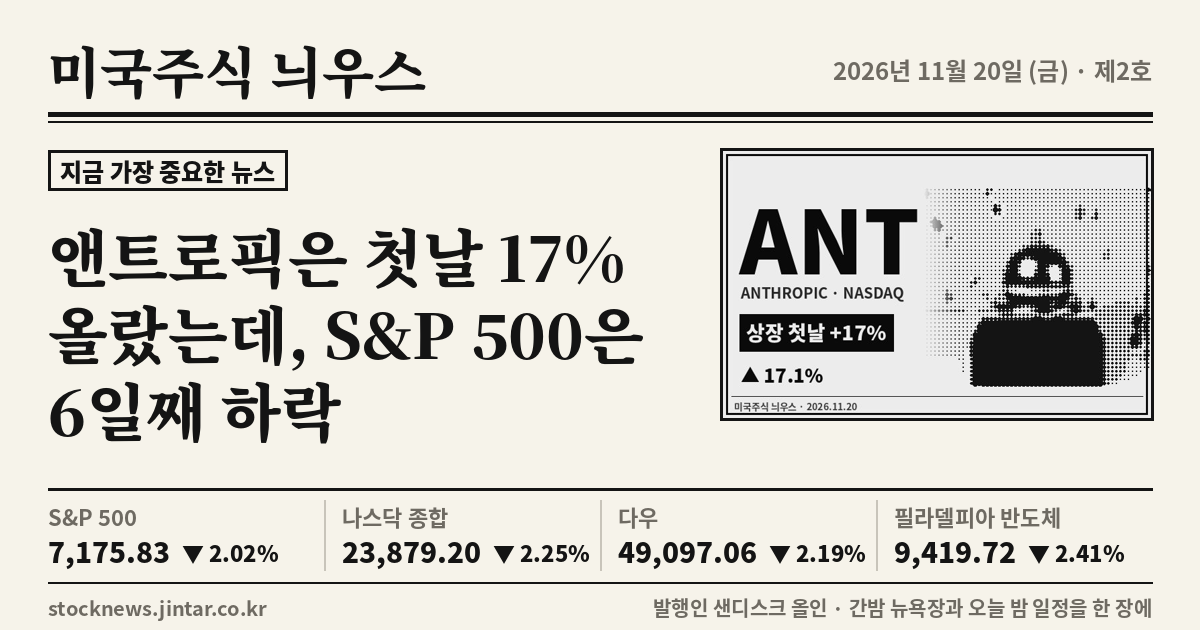 미국주식 늬우스
2026년 11월 20일 (금) · 제2호
지금 가장 중요한 뉴스
앤트로픽은 첫날 17%
올랐는데, S&P 500은
6일째 하락
ANT
ANTHROPIC · NASDAQ
상장 첫날 +17%
▲ 17.1%
미국주식 늬우스 · 2026.11.20
S&P 500
7,175.83 ▼ 2.02%
나스닥 종합
23,879.20 ▼ 2.25%
다우
49,097.06 ▼ 2.19%
필라델피아 반도체
9,419.72 ▼ 2.41%
stocknews.jintar.co.kr
발행인 샌디스크 올인 · 간밤 뉴욕장과 오늘 밤 일정을 한 장에